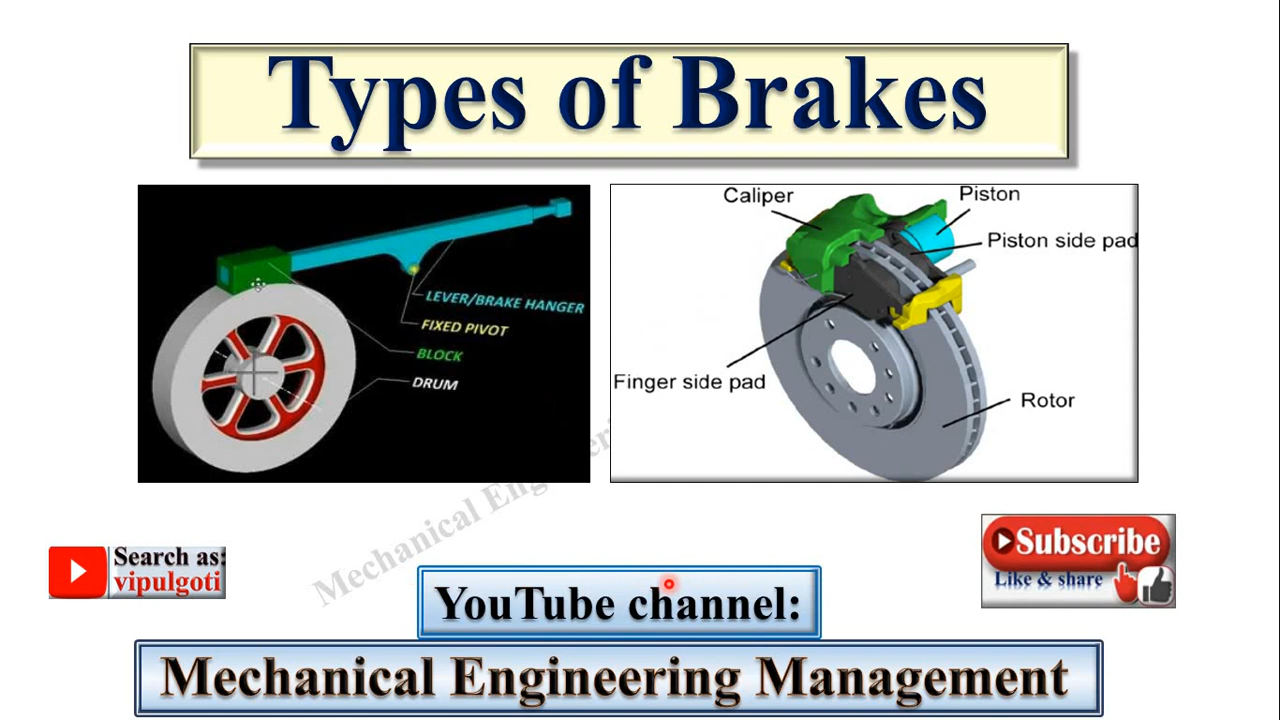 Types of Brakes
LEVER/BRAKE HANGER
FIXED PIVOT
BLOCK
DRUM
Caliper
Piston
Piston side pad
Finger side pad
Rotor
Mechanical
Search as:
vipulgoti
Subscribe
Like & share
YouTube channel:
Mechanical Engineering Management